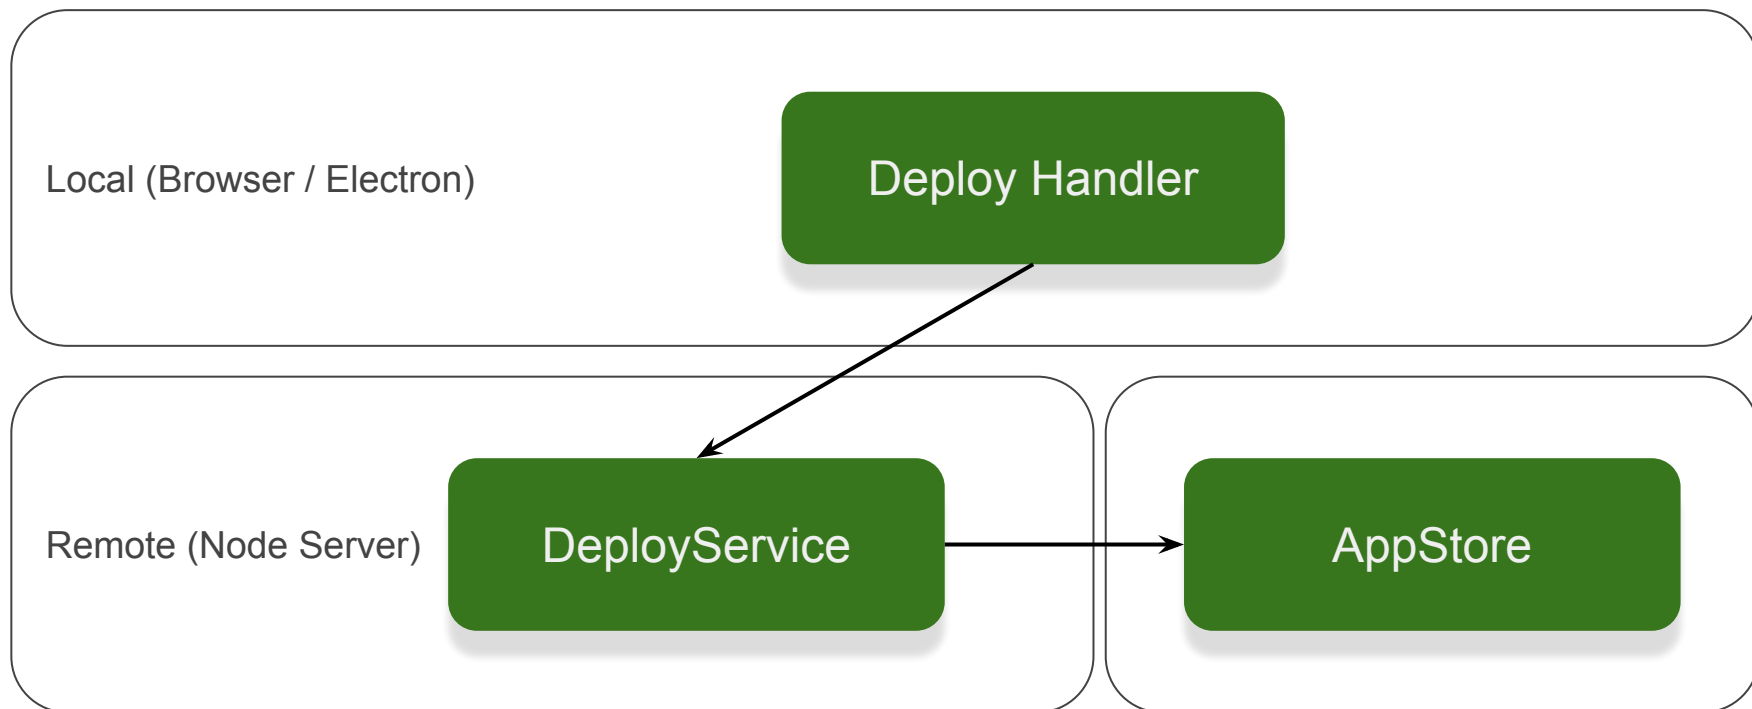 Local (Browser / Electron)
Deploy Handler
Remote (Node Server)
DeployService
AppStore